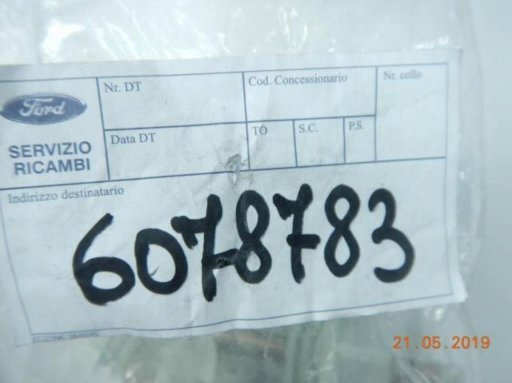 Nr. DT
Cod. Concessionario
Nr. collo
Ford
Data DT
TO
S.C.
P.S.
SERVIZIO
RICAMBI
Indirizzo destinatario
6078783
21.05.2019